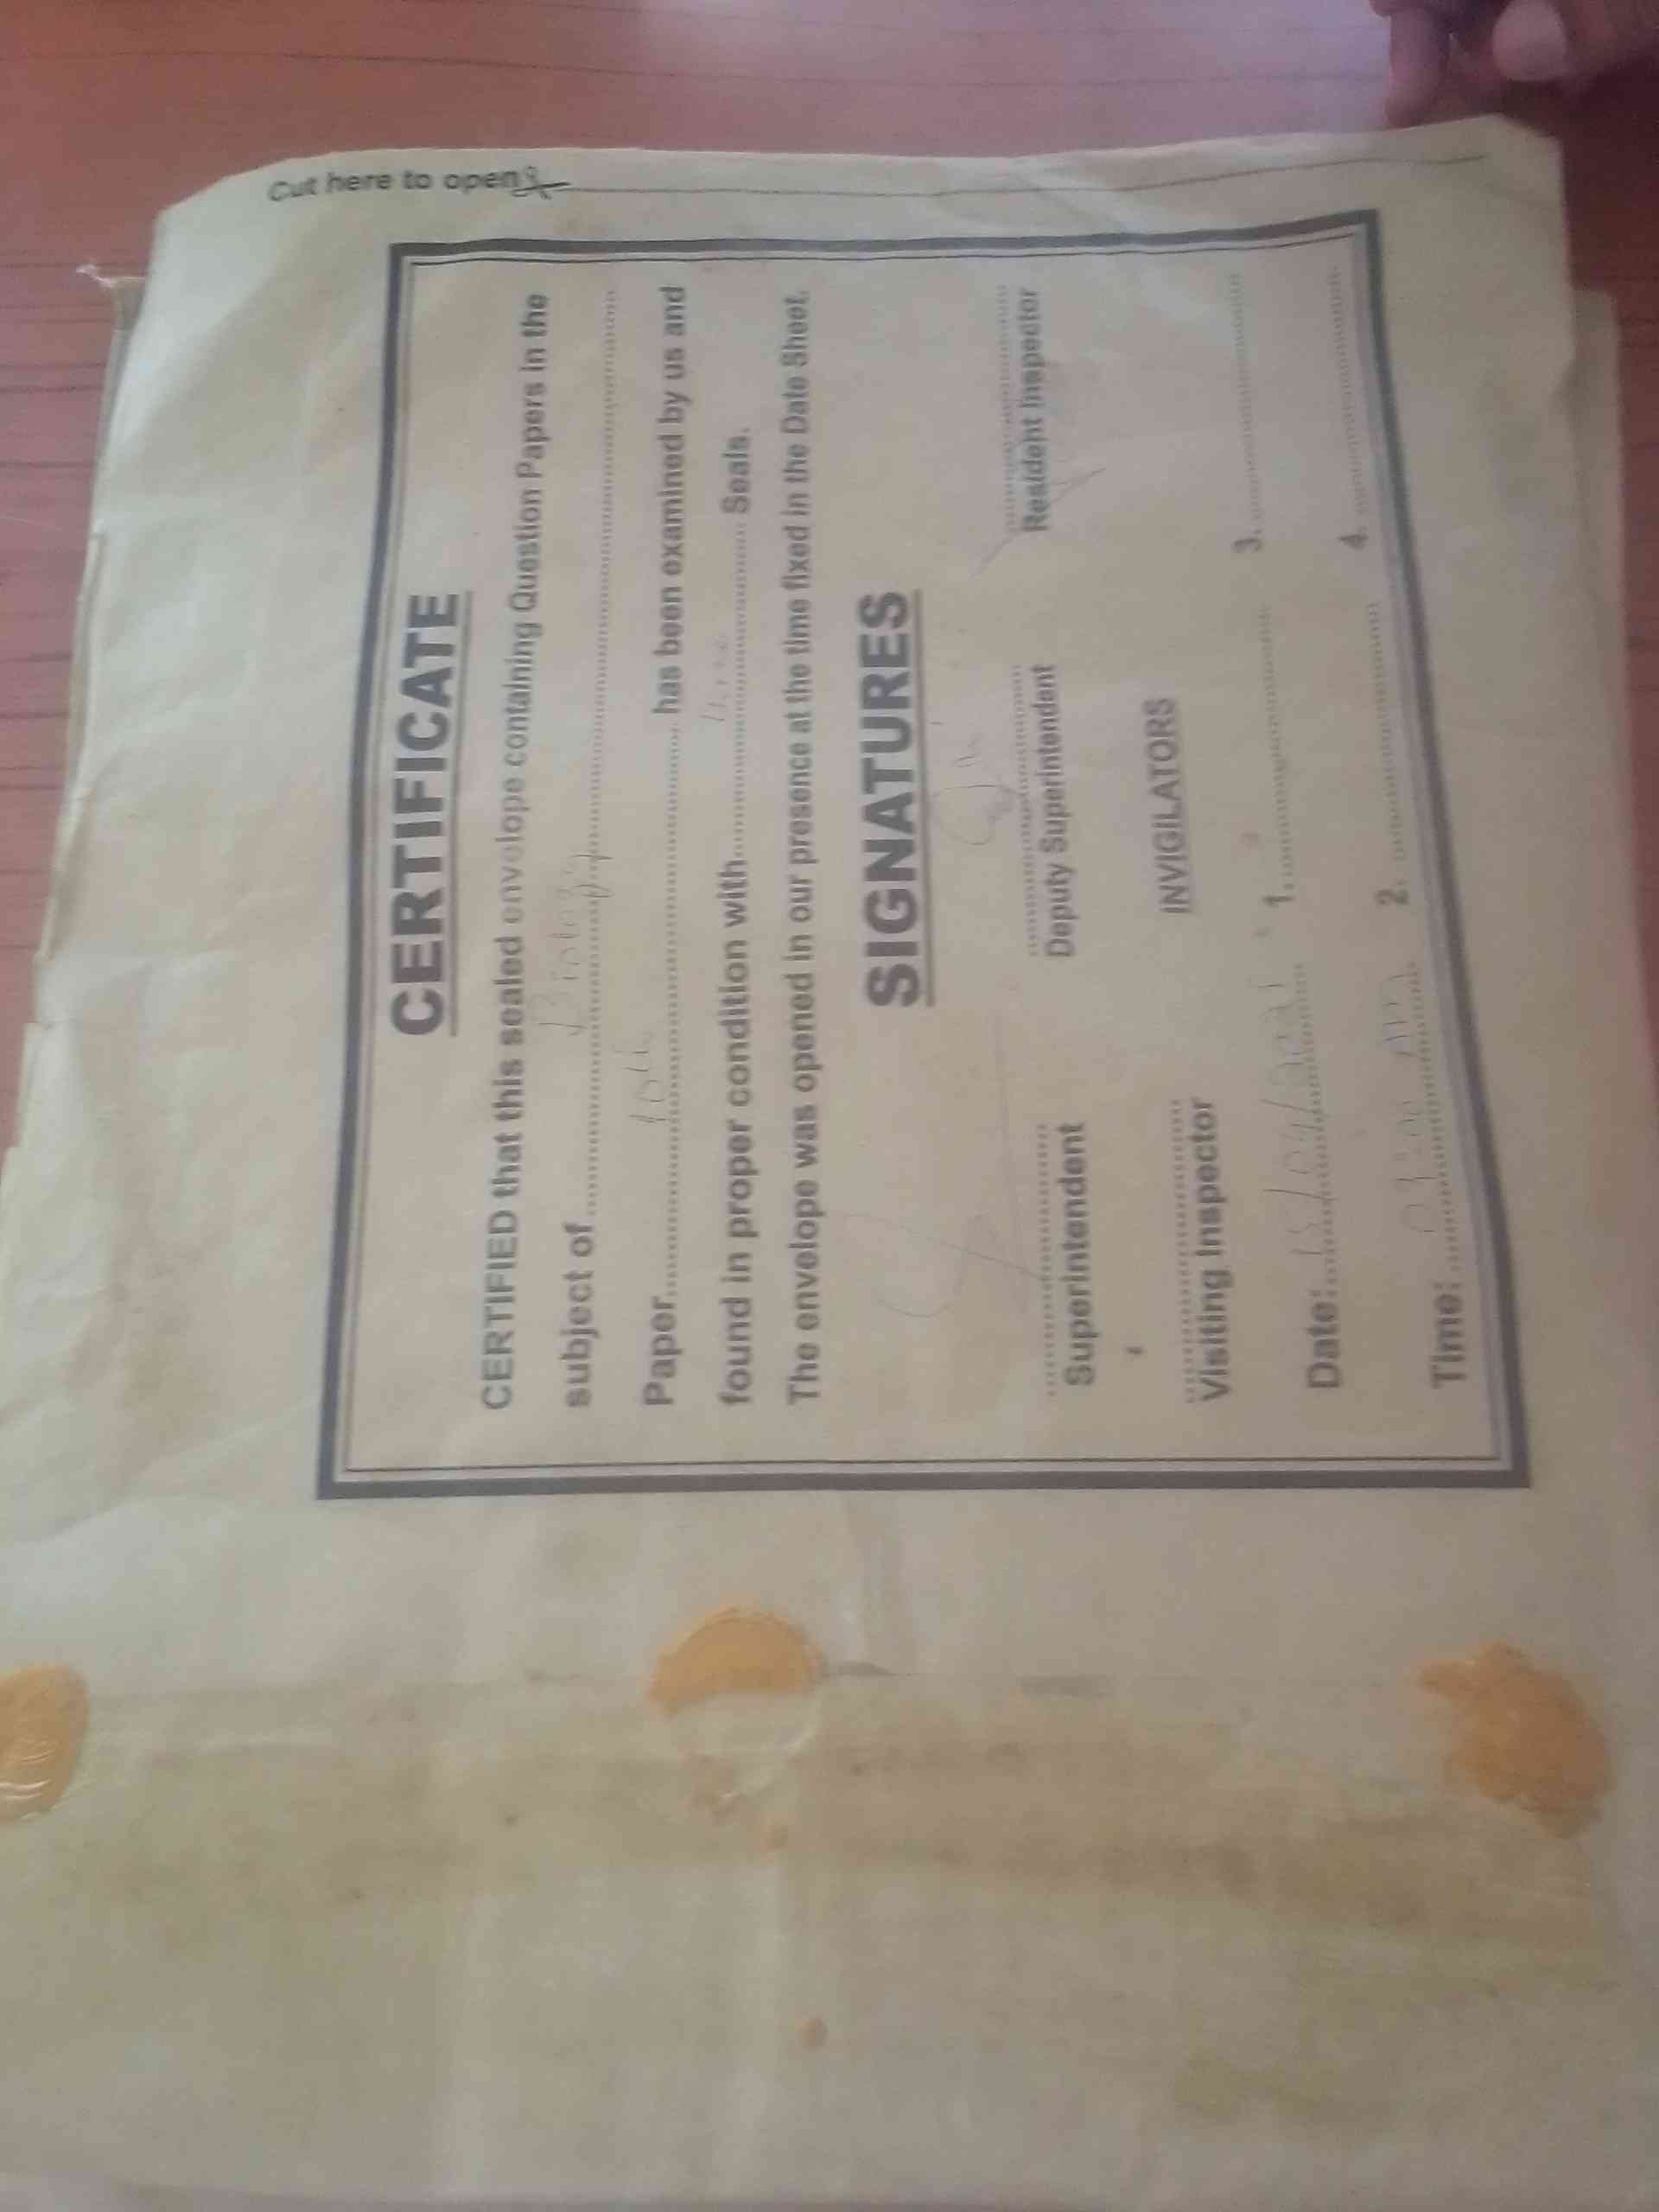 Cut here to open
CERTIFICATE
CERTIFIED that this sealed envelope containing Question Papers in the
subject of.......... Biology ..........
Paper.......... 10th .......... has been examined by us and
found in proper condition with.......... three .......... Seals.
The envelope was opened in our presence at the time fixed in the Date Sheet.
SIGNATURES
Superintendent Deputy Superintendent Resident Inspector
INVIGILATORS
Visiting Inspector
Date: 1. 3.
Time: 2. 4.